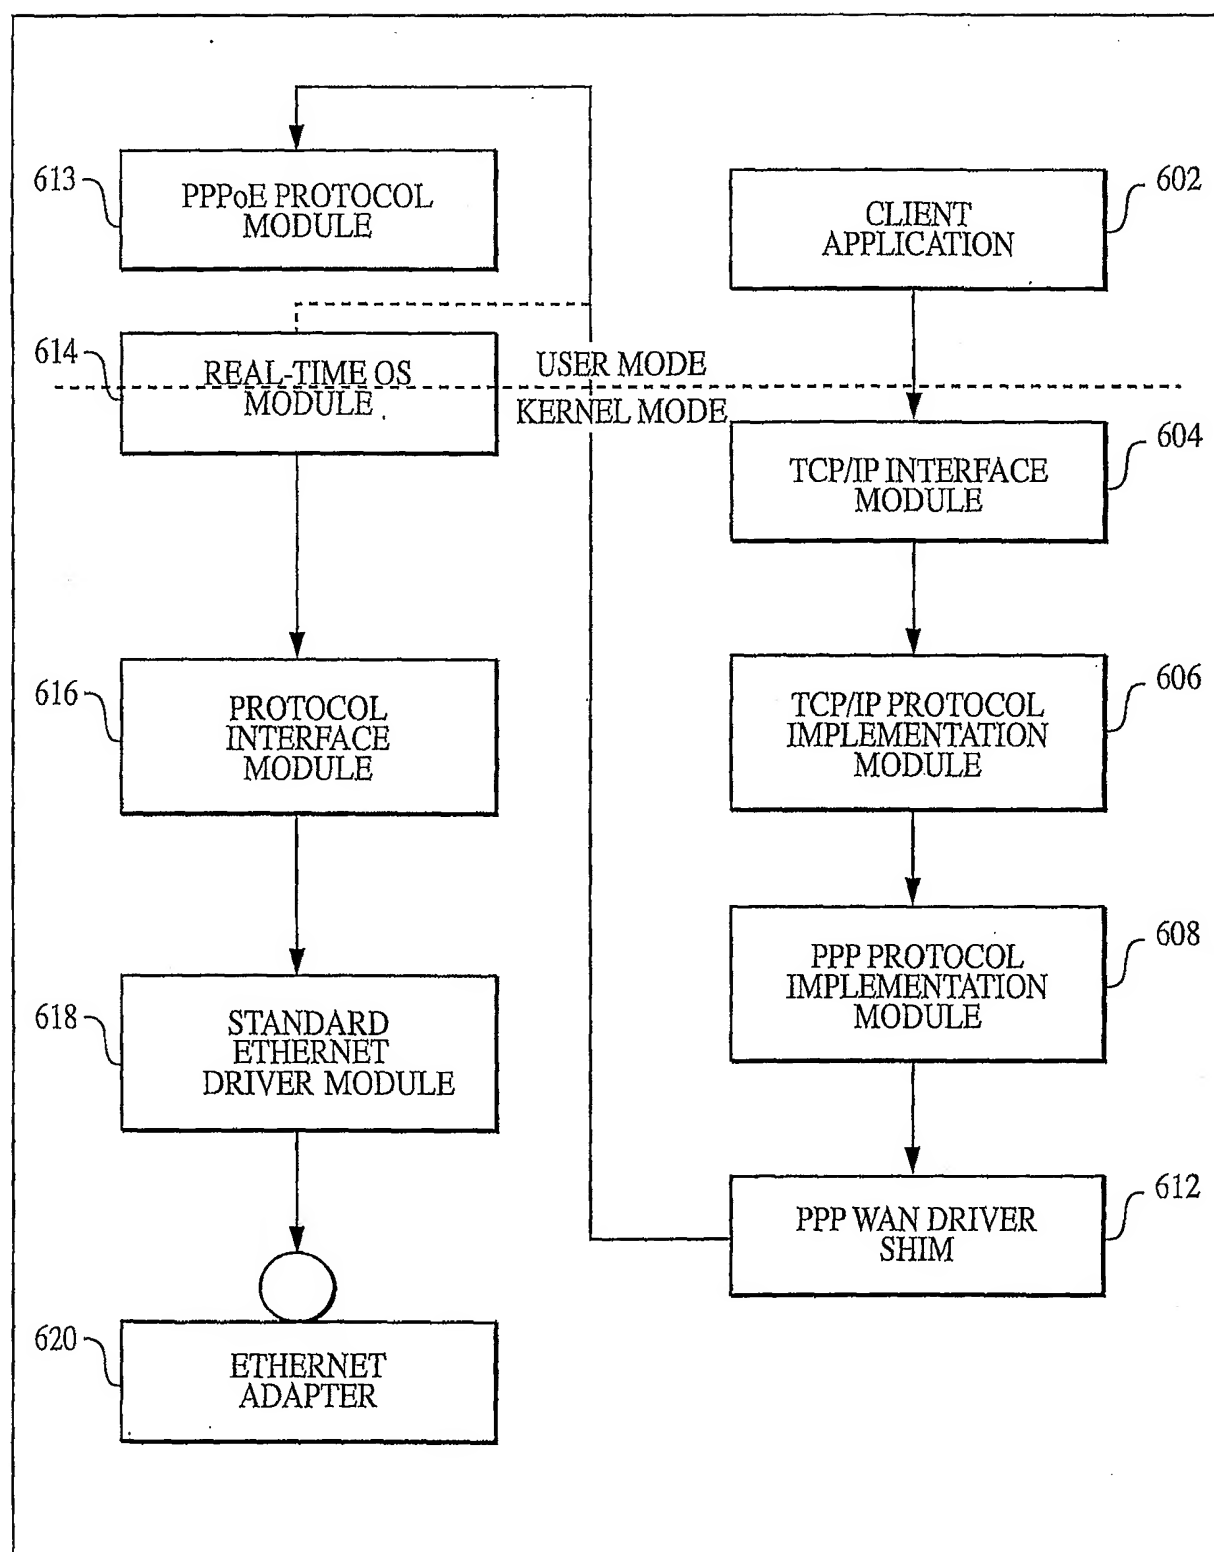 613
PPPoE PROTOCOL
MODULE
602
CLIENT
APPLICATION
614
REAL-TIME OS
MODULE
USER MODE
KERNEL MODE
604
TCP/IP INTERFACE
MODULE
616
PROTOCOL
INTERFACE
MODULE
606
TCP/IP PROTOCOL
IMPLEMENTATION
MODULE
608
PPP PROTOCOL
IMPLEMENTATION
MODULE
618
STANDARD
ETHERNET
DRIVER MODULE
612
PPP WAN DRIVER
SHIM
620
ETHERNET
ADAPTER